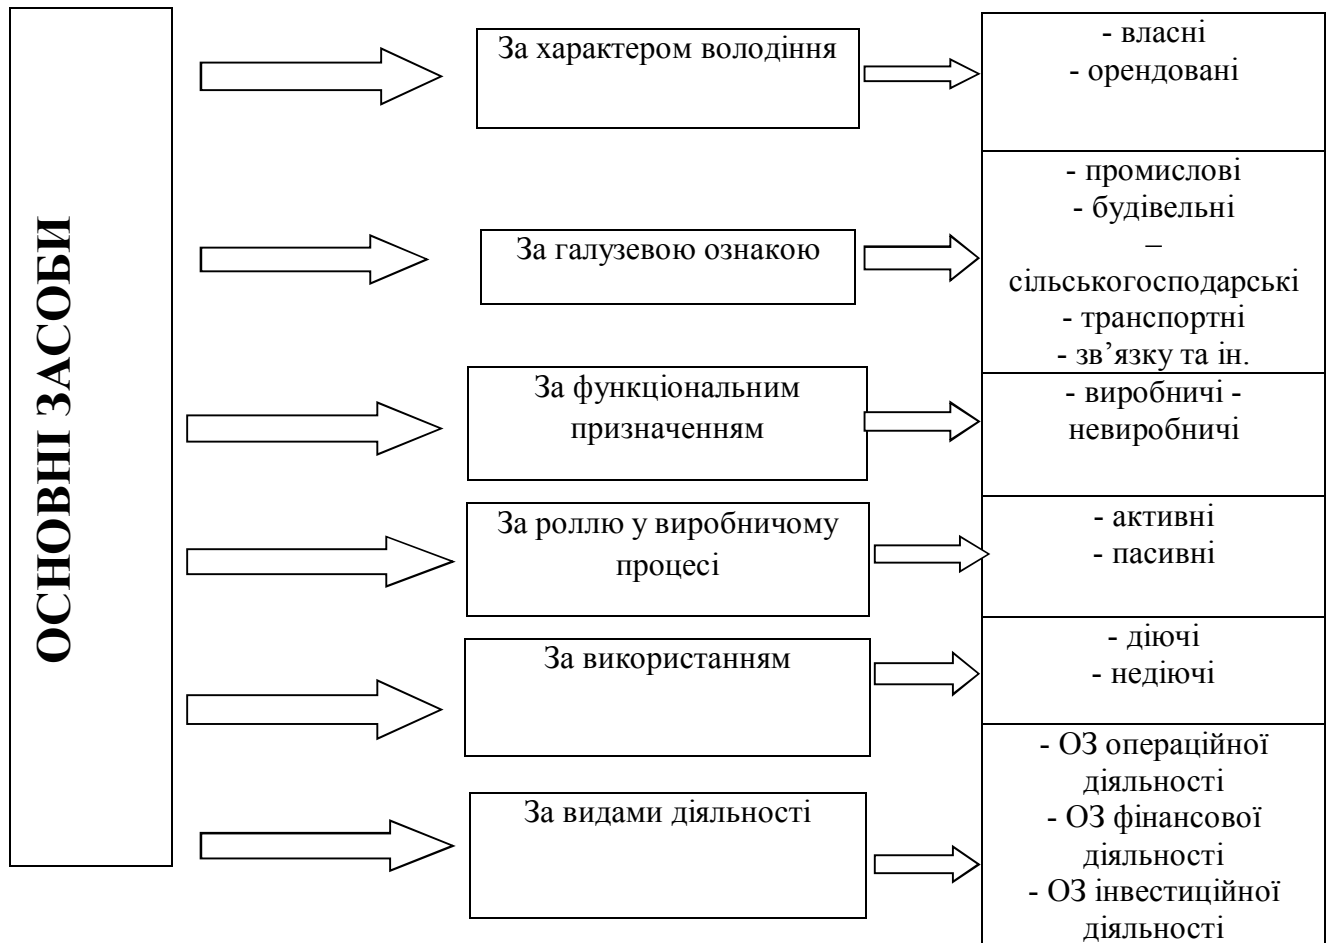 ОСНОВНІ ЗАСОБИ
За характером володіння
- власні
- орендовані
За галузевою ознакою
- промислові
- будівельні
–
сільськогосподарські
- транспортні
- зв’язку та ін.
За функціональним
призначенням
- виробничі -
невиробничі
За роллю у виробничому
процесі
- активні
- пасивні
За використанням
- діючі
- недіючі
За видами діяльності
- ОЗ операційної
діяльності
- ОЗ фінансової
діяльності
- ОЗ інвестиційної
діяльності